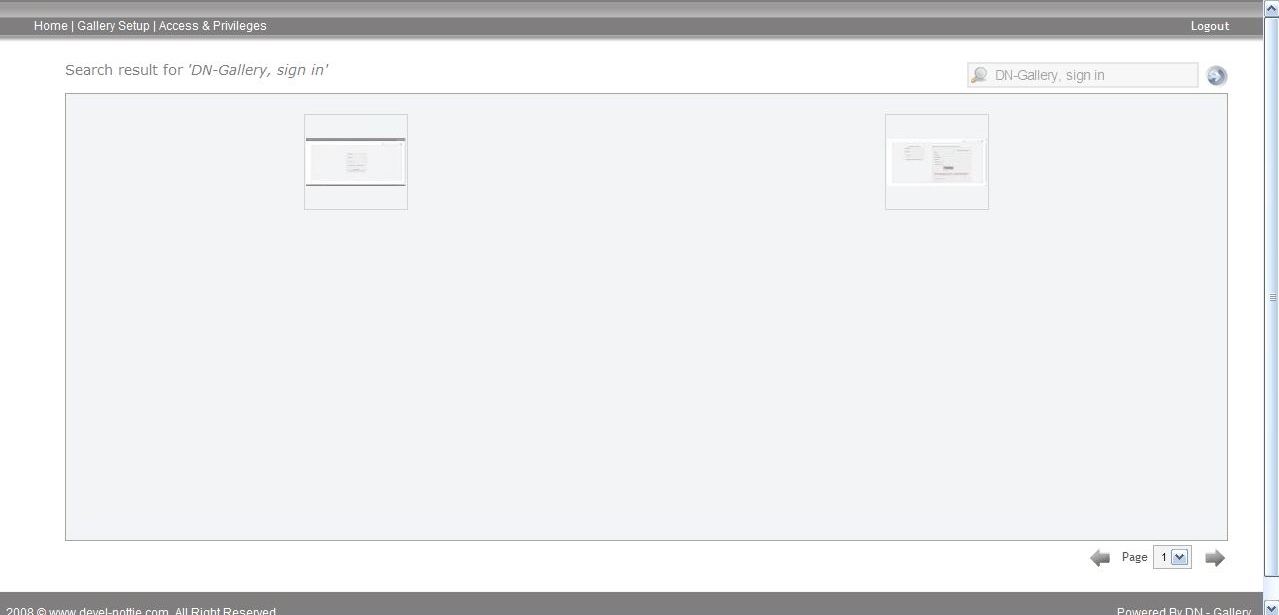 Home | Gallery Setup | Access & Privileges
Logout
Search result for 'DN-Gallery, sign in'
DN-Gallery, sign in
Page 1
2008 © www.devel-nottie.com. All Right Reserved
Powered By DN - Gallery